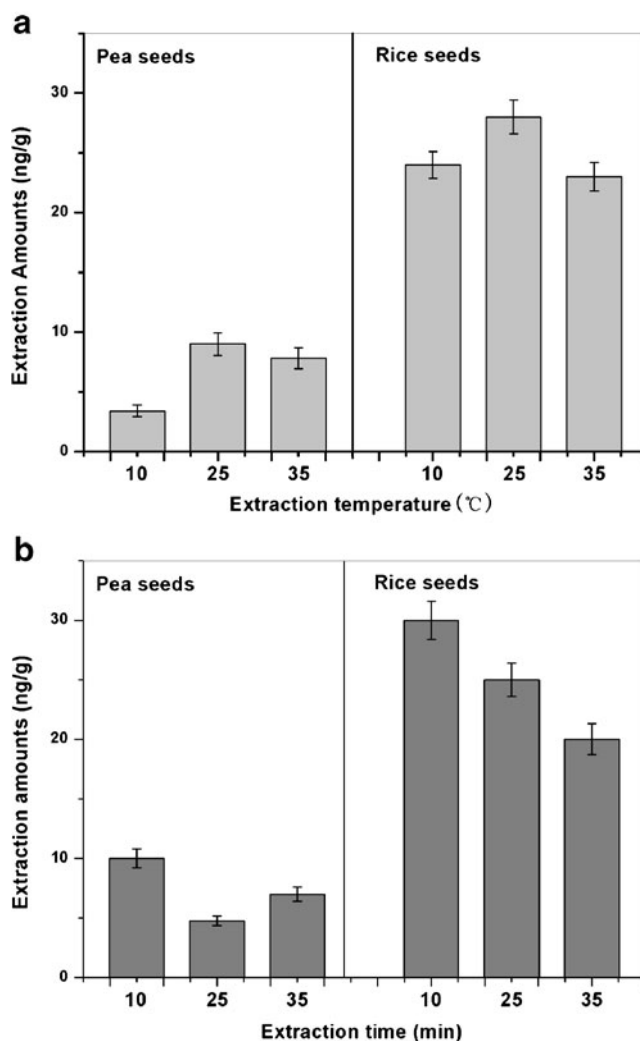 a
Pea seeds
Rice seeds
Extraction Amounts (ng/g)
30
20
10
0
10 25 35 10 25 35
Extraction temperature (℃)
b
Pea seeds
Rice seeds
Extraction amounts (ng/g)
30
20
10
0
10 25 35 10 25 35
Extraction time (min)